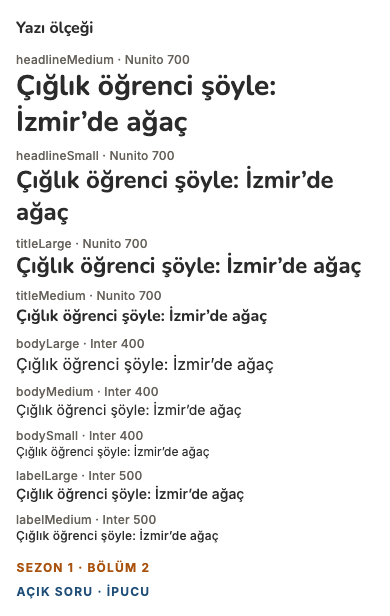 Yazı ölçeği
headlineMedium · Nunito 700
Çığlık öğrenci şöyle:
İzmir’de ağaç
headlineSmall · Nunito 700
Çığlık öğrenci şöyle: İzmir’de
ağaç
titleLarge · Nunito 700
Çığlık öğrenci şöyle: İzmir’de ağaç
titleMedium · Nunito 700
Çığlık öğrenci şöyle: İzmir’de ağaç
bodyLarge · Inter 400
Çığlık öğrenci şöyle: İzmir’de ağaç
bodyMedium · Inter 400
Çığlık öğrenci şöyle: İzmir’de ağaç
bodySmall · Inter 400
Çığlık öğrenci şöyle: İzmir’de ağaç
labelLarge · Inter 500
Çığlık öğrenci şöyle: İzmir’de ağaç
labelMedium · Inter 500
Çığlık öğrenci şöyle: İzmir’de ağaç
SEZON 1 · BÖLÜM 2
AÇIK SORU · İPUCU